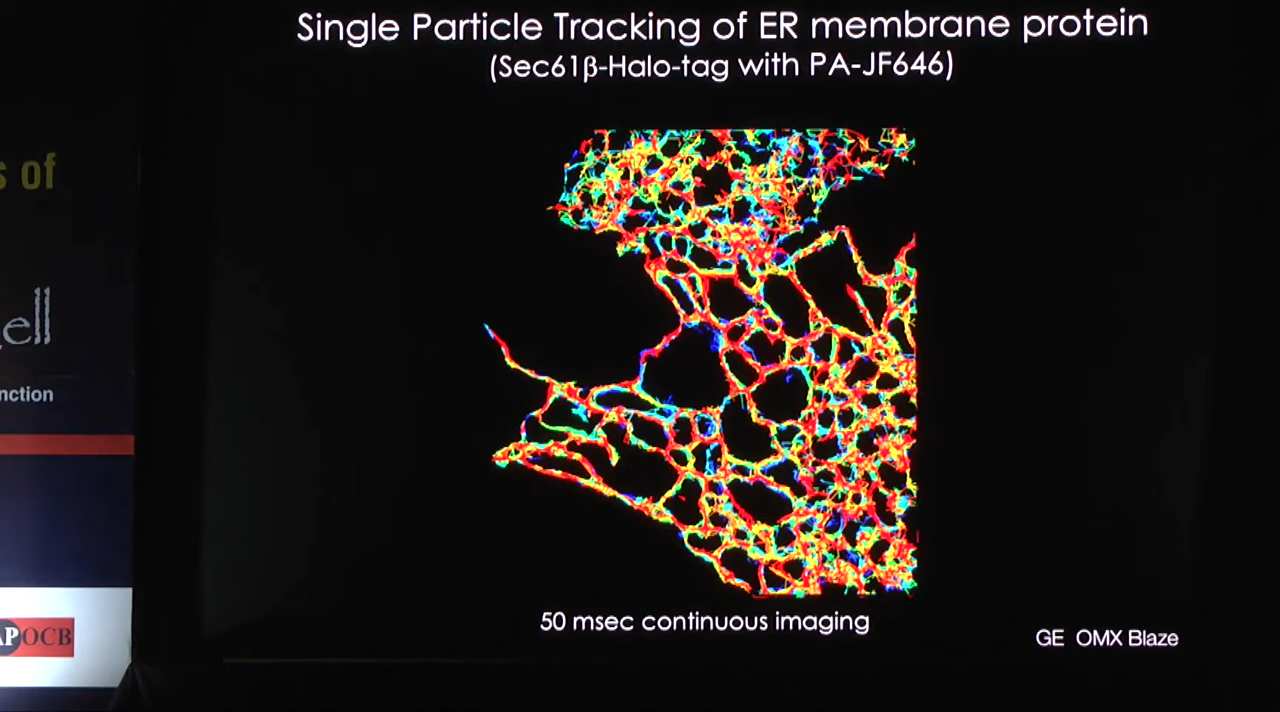 Single Particle Tracking of ER membrane protein
(Sec61β-Halo-tag with PA-JF646)
s of
ell
nction
50 msec continuous imaging
GE OMX Blaze
APOCB